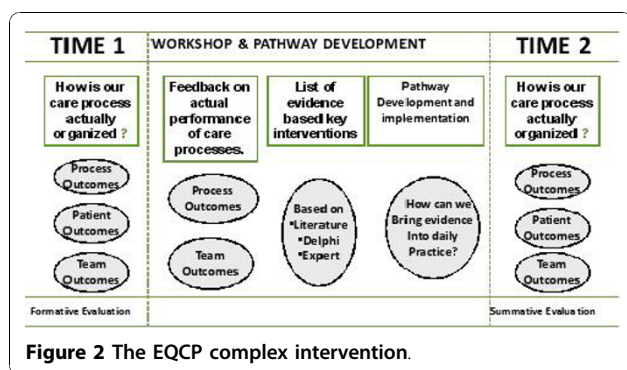 TIME 1
WORKSHOP & PATHWAY DEVELOPMENT
TIME 2
How is our
care process
actually
organized ?
Feedback on
actual
performance
of care
processes.
List of
evidence
based key
interventions
Pathway
Development and
implementation
How is our
care process
actually
organized ?
Process
Outcomes
Patient
Outcomes
Team
Outcomes
Process
Outcomes
Team
Outcomes
Based on
▪Literature
▪Delphi
▪Expert
How can we
Bring evidence
Into daily
Practice?
Process
Outcomes
Patient
Outcomes
Team
Outcomes
Formative Evaluation
Summative Evaluation
Figure 2 The EQCP complex intervention.